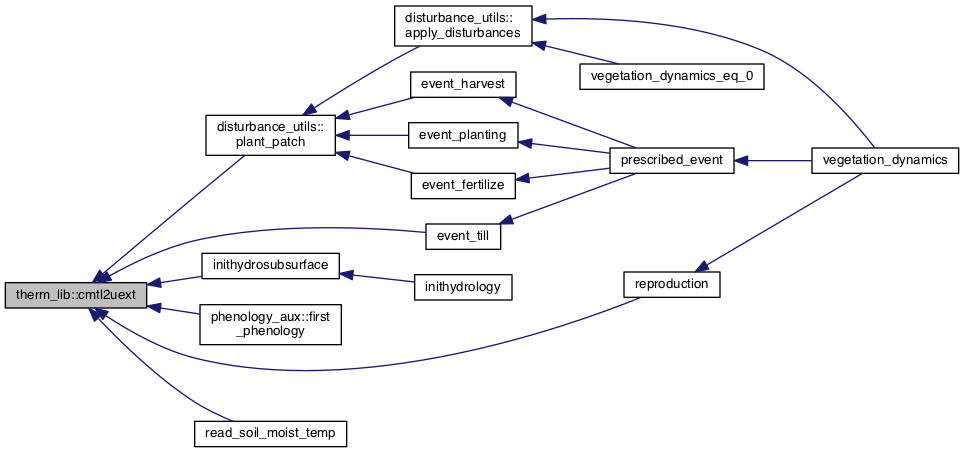 disturbance_utils::
apply_disturbances
vegetation_dynamics_eq_0
event_harvest
disturbance_utils::
plant_patch
event_planting
prescribed_event
vegetation_dynamics
event_fertilize
event_till
inithydrosubsurface
therm_lib::cmtl2uext
inithydrology
reproduction
phenology_aux::first
_phenology
read_soil_moist_temp